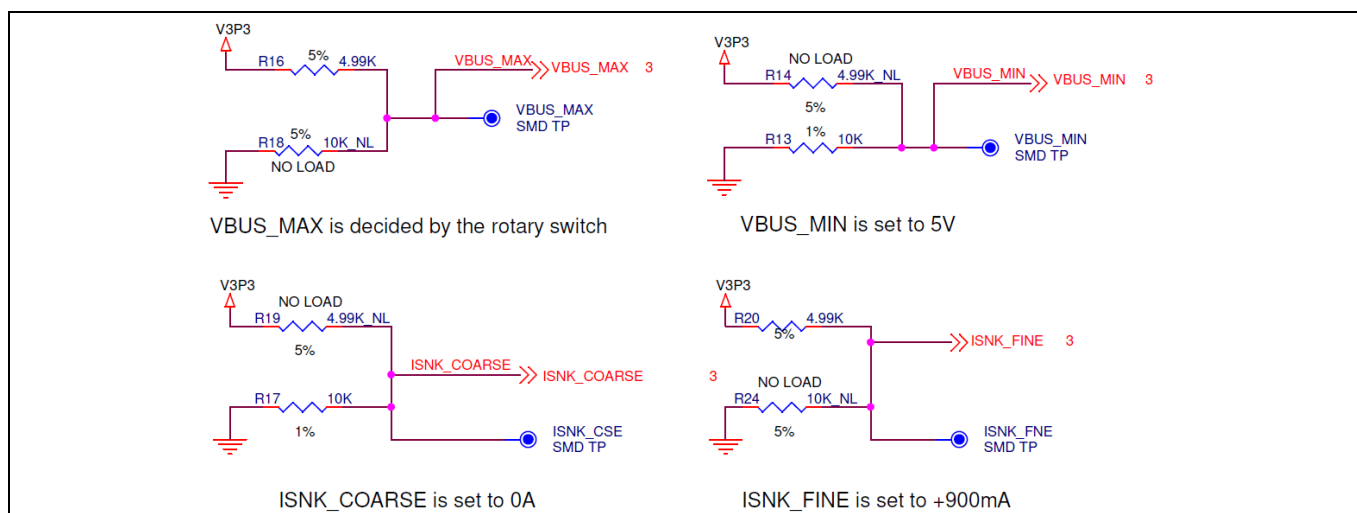 V3P3
R16 5% 4.99K
VBUS_MAX VBUS_MAX 3
VBUS_MAX
SMD TP
R18 5% 10K_NL
NO LOAD
VBUS_MAX is decided by the rotary switch
V3P3
NO LOAD
R14 4.99K_NL
5%
VBUS_MIN VBUS_MIN 3
1%
R13 10K
VBUS_MIN
SMD TP
VBUS_MIN is set to 5V
V3P3
NO LOAD
R19 4.99K_NL
5%
ISNK_COARSE ISNK_COARSE 3
R17 10K
1%
ISNK_CSE
SMD TP
ISNK_COARSE is set to 0A
V3P3
R20 4.99K
5%
ISNK_FINE 3
NO LOAD
R24 10K_NL
5%
ISNK_FNE
SMD TP
ISNK_FINE is set to +900mA